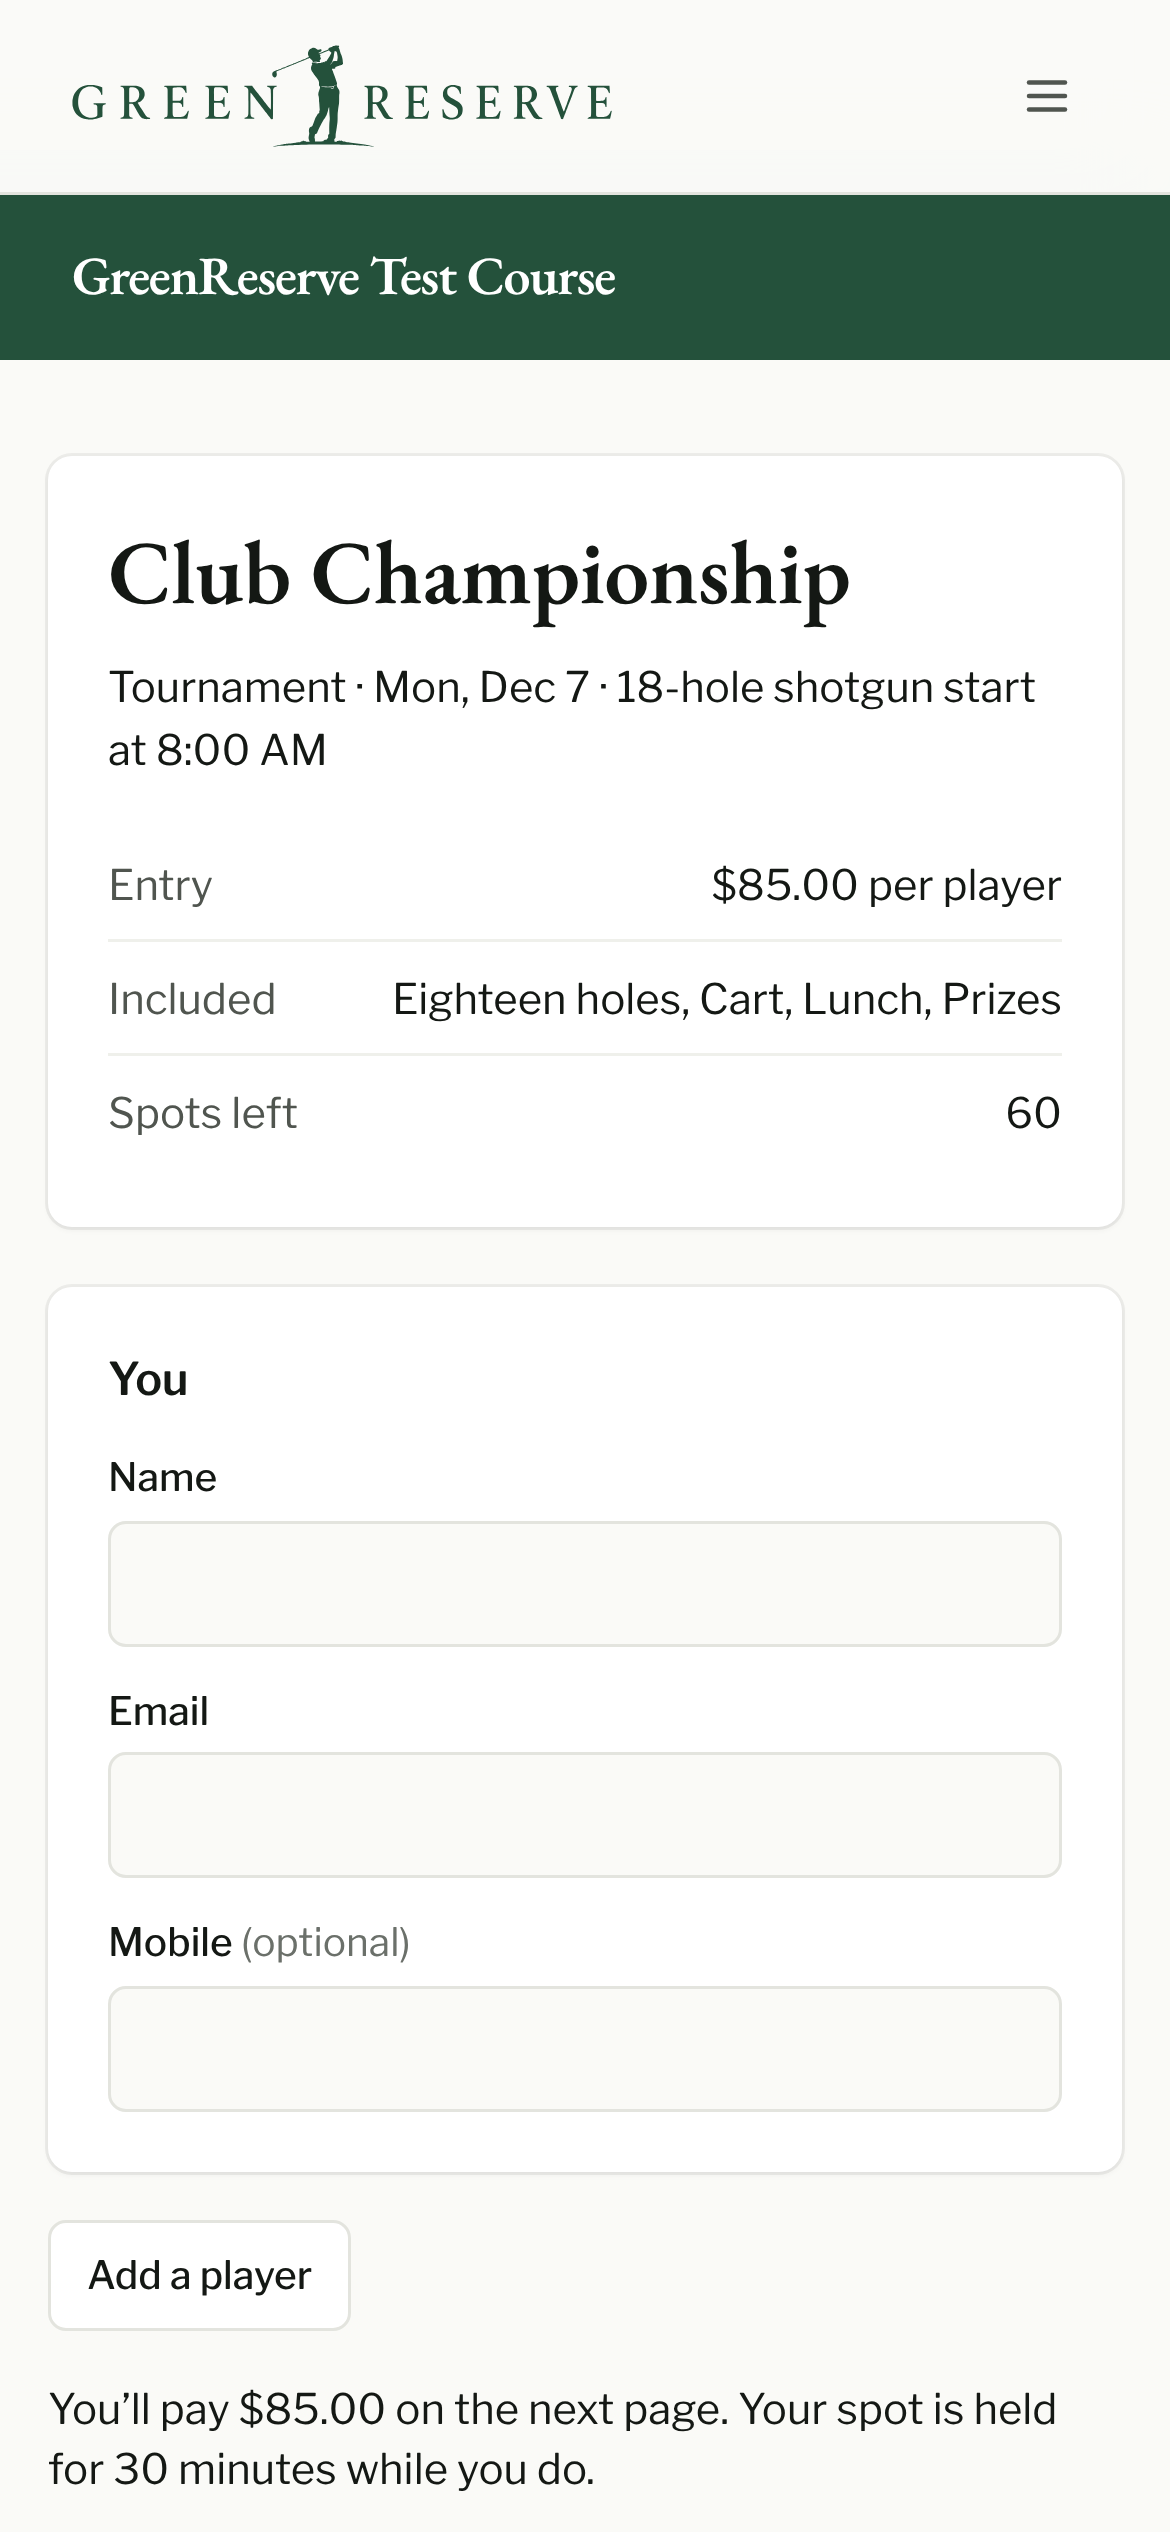 GREEN RESERVE
GreenReserve Test Course
Club Championship
Tournament · Mon, Dec 7 · 18-hole shotgun start
at 8:00 AM
Entry $85.00 per player
Included Eighteen holes, Cart, Lunch, Prizes
Spots left 60
You
Name
Email
Mobile (optional)
Add a player
You’ll pay $85.00 on the next page. Your spot is held
for 30 minutes while you do.